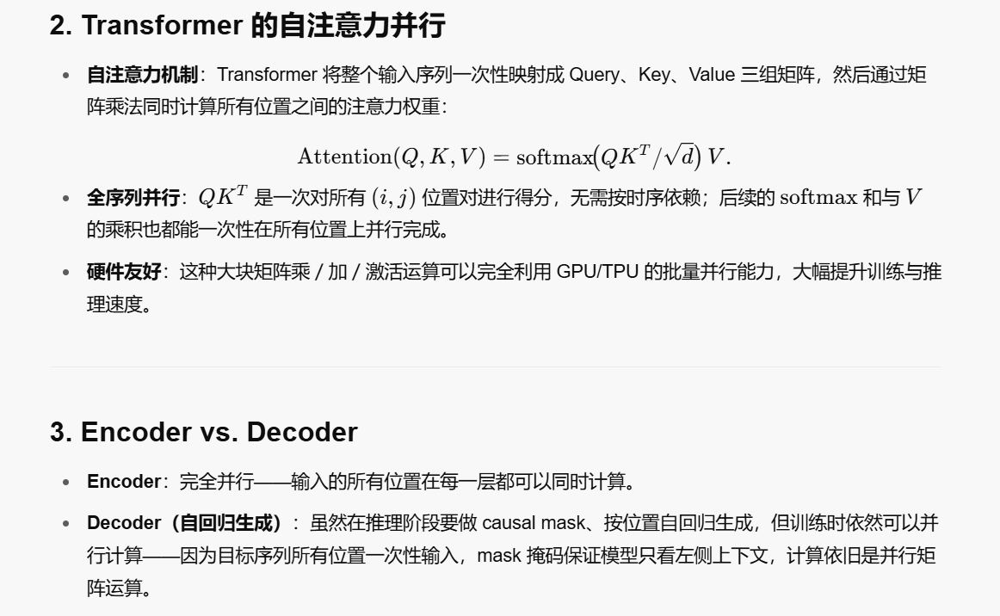 2. Transformer 的自注意力并行
• 自注意力机制：Transformer 将整个输入序列一次性映射成 Query、Key、Value 三组矩阵，然后通过矩
阵乘法同时计算所有位置之间的注意力权重：
Attention(Q, K, V) = softmax(QK^T/√d) V.
• 全序列并行：QK^T 是一次对所有 (i, j) 位置对进行得分，无需按时序依赖；后续的 softmax 和与 V
的乘积也都能一次性在所有位置上并行完成。
• 硬件友好：这种大块矩阵乘 / 加 / 激活运算可以完全利用 GPU/TPU 的批量并行能力，大幅提升训练与推
理速度。
3. Encoder vs. Decoder
• Encoder：完全并行——输入的所有位置在每一层都可以同时计算。
• Decoder（自回归生成）：虽然在推理阶段要做 causal mask、按位置自回归生成，但训练时依然可以并
行计算——因为目标序列所有位置一次性输入，mask 掩码保证模型只看左侧上下文，计算依旧是并行矩
阵运算。